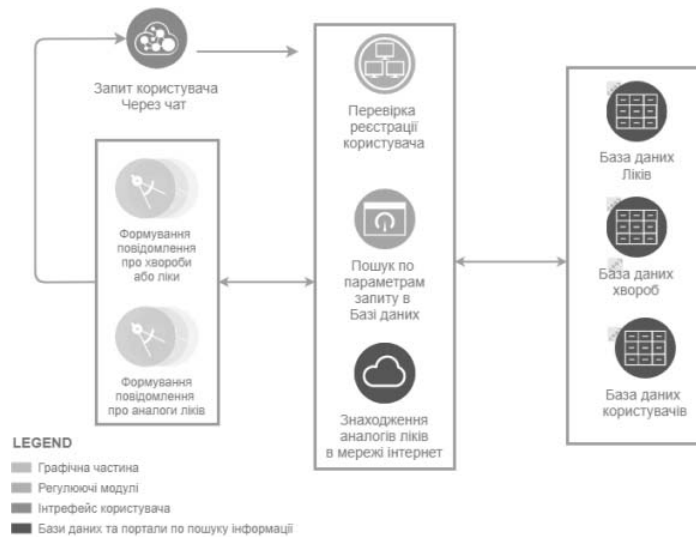 Запит користувача
Через чат
Перевірка
реєстрації
користувача
База даних
Ліків
Формування
повідомлення
про хвороби
або ліки
Пошук по
параметрам
запиту в
Базі даних
База даних
хвороб
Формування
повідомлення
про аналоги ліків
Знаходження
аналогів ліків
в мережі інтернет
База даних
користувачів
LEGEND
Графічна частина
Регулюючі модулі
Інтрефейс користувача
Бази даних та портали по пошуку інформації